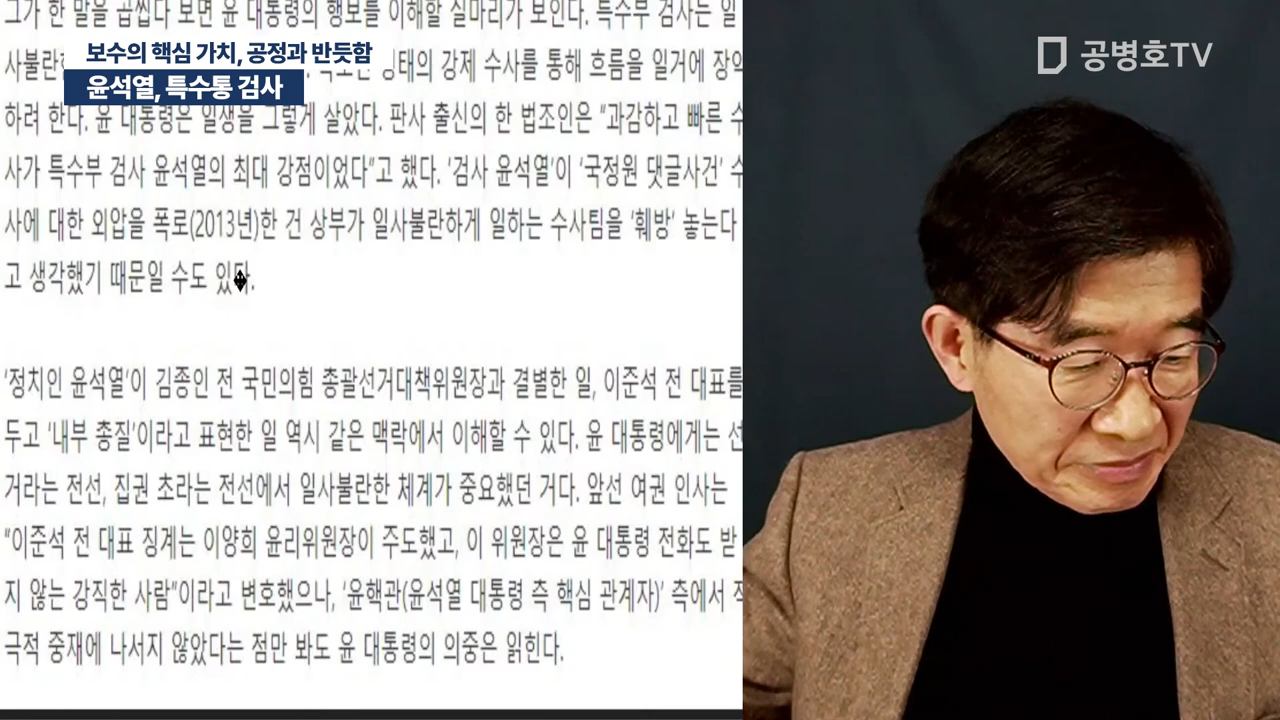 그가 한 말을 곱씹다 보면 윤 대통령의 행보를 이해할 실마리가 보인다. 특수부 검사는 일
보수의 핵심 가치, 공정과 반듯함
사불란한 형태의 강제 수사를 통해 흐름을 일거에 장악
윤석열, 특수통 검사
공병호TV
하려 한다. 윤 대통령은 일생을 그렇게 살았다. 판사 출신의 한 법조인은 “과감하고 빠른 수
사가 특수부 검사 윤석열의 최대 강점이었다”고 했다. ‘검사 윤석열’이 ‘국정원 댓글사건’ 수
사에 대한 외압을 폭로(2013년)한 건 상부가 일사불란하게 일하는 수사팀을 ‘훼방’ 놓는다
고 생각했기 때문일 수도 있다.
‘정치인 윤석열’이 김종인 전 국민의힘 총괄선거대책위원장과 결별한 일, 이준석 전 대표를
두고 ‘내부 총질’이라고 표현한 일 역시 같은 맥락에서 이해할 수 있다. 윤 대통령에게는 선
거라는 전선, 집권 초라는 전선에서 일사불란한 체계가 중요했던 거다. 앞선 여권 인사는
“이준석 전 대표 징계는 이양희 윤리위원장이 주도했고, 이 위원장은 윤 대통령 전화도 받
지 않는 강직한 사람”이라고 변호했으나, ‘윤핵관(윤석열 대통령 측 핵심 관계자)’ 측에서 적
극적 중재에 나서지 않았다는 점만 봐도 윤 대통령의 의중은 읽힌다.